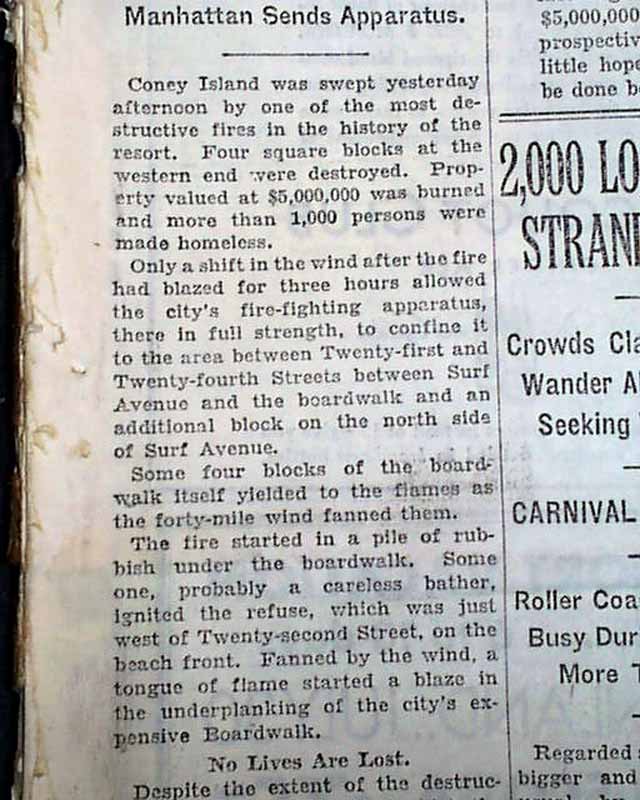 Manhattan Sends Apparatus.
Coney Island was swept yesterday
afternoon by one of the most de-
structive fires in the history of the
resort. Four square blocks at the
western end were destroyed. Prop-
erty valued at $5,000,000 was burned
and more than 1,000 persons were
made homeless.
Only a shift in the wind after the fire
had blazed for three hours allowed
the city's fire-fighting apparatus,
there in full strength, to confine it
to the area between Twenty-first and
Twenty-fourth Streets between Surf
Avenue and the boardwalk and an
additional block on the north side
of Surf Avenue.
Some four blocks of the board-
walk itself yielded to the flames as
the forty-mile wind fanned them.
The fire started in a pile of rub-
bish under the boardwalk. Some
one, probably a careless bather,
ignited the refuse, which was just
west of Twenty-second Street, on the
beach front. Fanned by the wind, a
tongue of flame started a blaze in
the underplanking of the city's ex-
pensive Boardwalk.
No Lives Are Lost.
Despite the extent of the destruc-
$5,000,000
prospectiv
little hope
be done b
2,000 LO
STRAN
Crowds Cla
Wander A
Seeking
CARNIVAL
Roller Coa
Busy Dur
More T
Regarded
bigger and